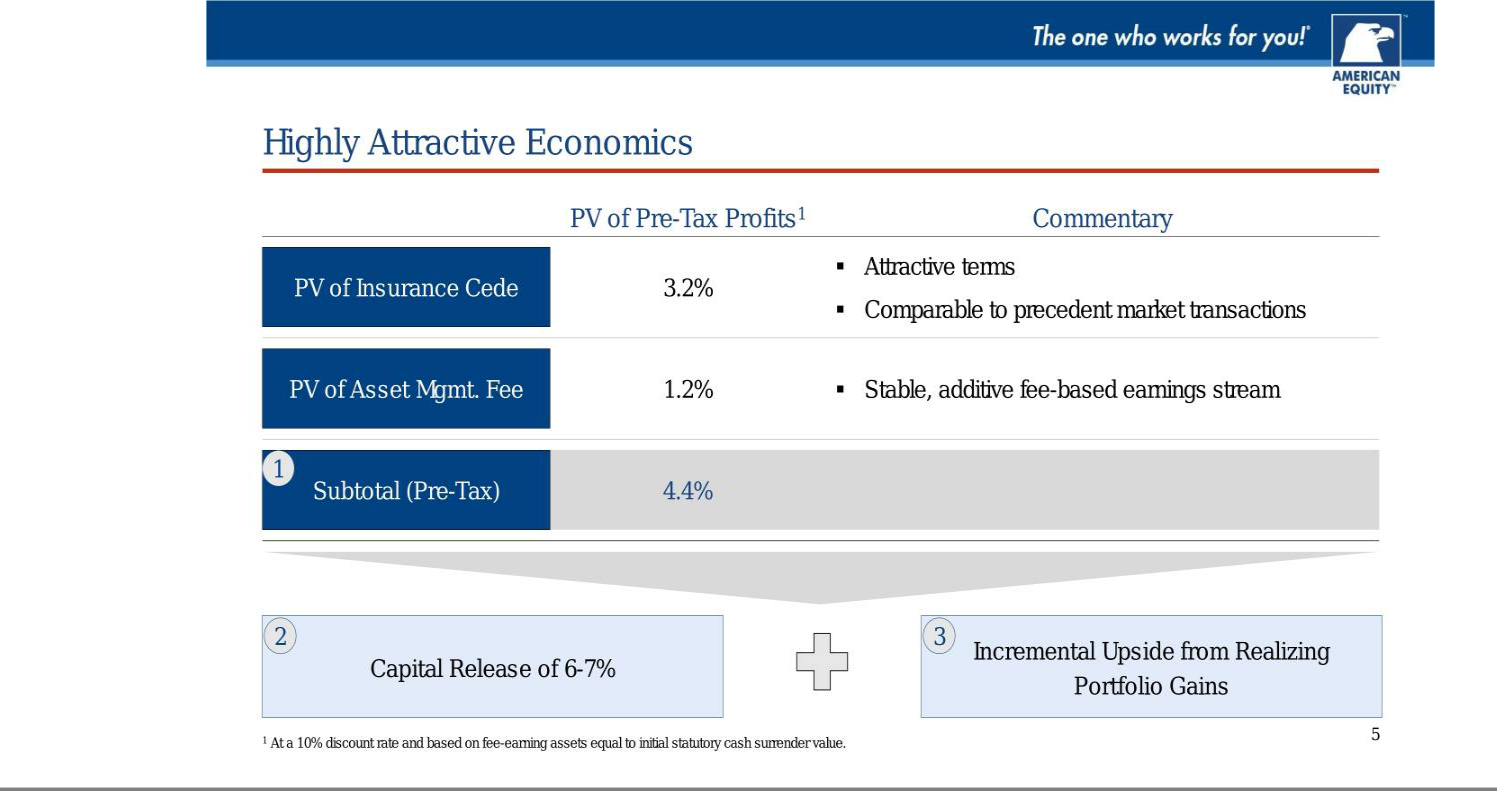 The one who works for you!®
AMERICAN
EQUITY™
Highly Attractive Economics
PV of Pre-Tax Profits¹
Commentary
PV of Insurance Cede
3.2%
▪ Attractive terms
▪ Comparable to precedent market transactions
PV of Asset Mgmt. Fee
1.2%
▪ Stable, additive fee-based earnings stream
1
Subtotal (Pre-Tax)
4.4%
2
Capital Release of 6-7%
3
Incremental Upside from Realizing
Portfolio Gains
¹ At a 10% discount rate and based on fee-earning assets equal to initial statutory cash surrender value.
5